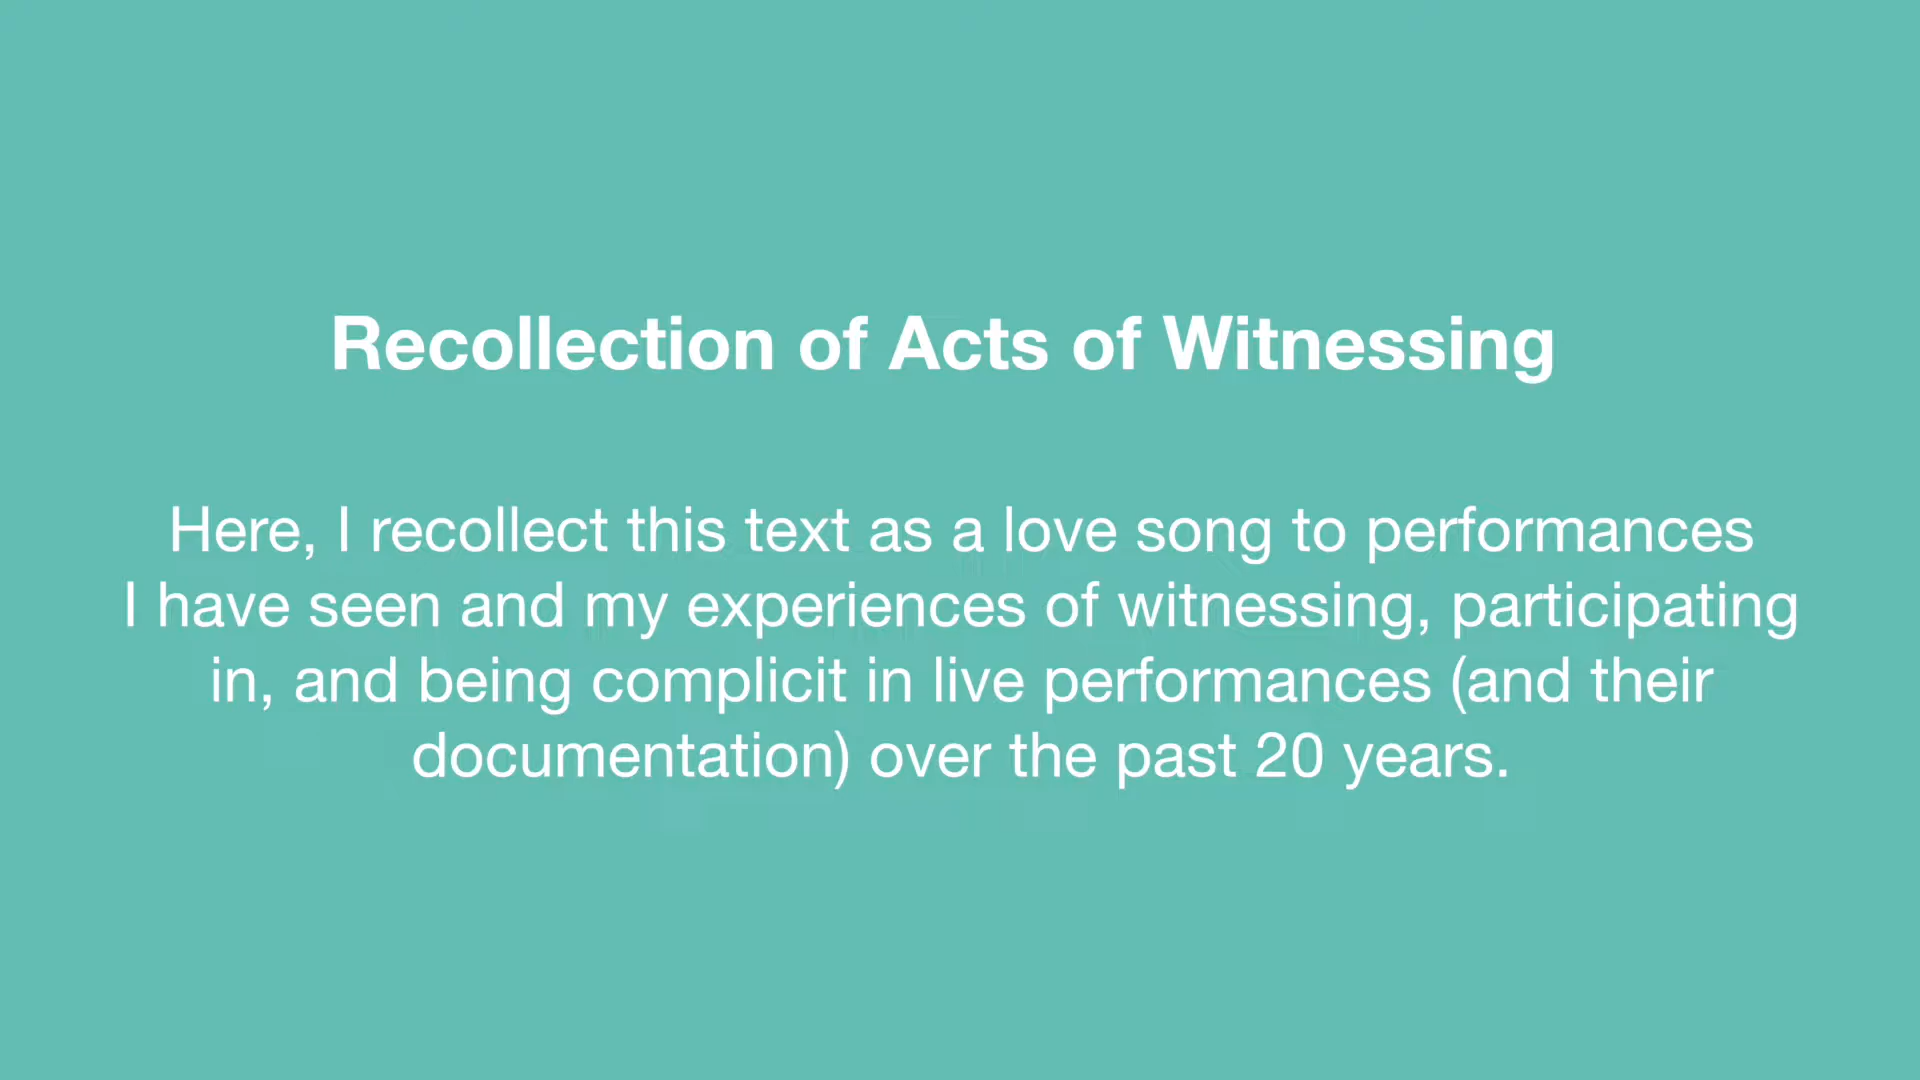 Recollection of Acts of Witnessing
Here, I recollect this text as a love song to performances
I have seen and my experiences of witnessing, participating
in, and being complicit in live performances (and their
documentation) over the past 20 years.